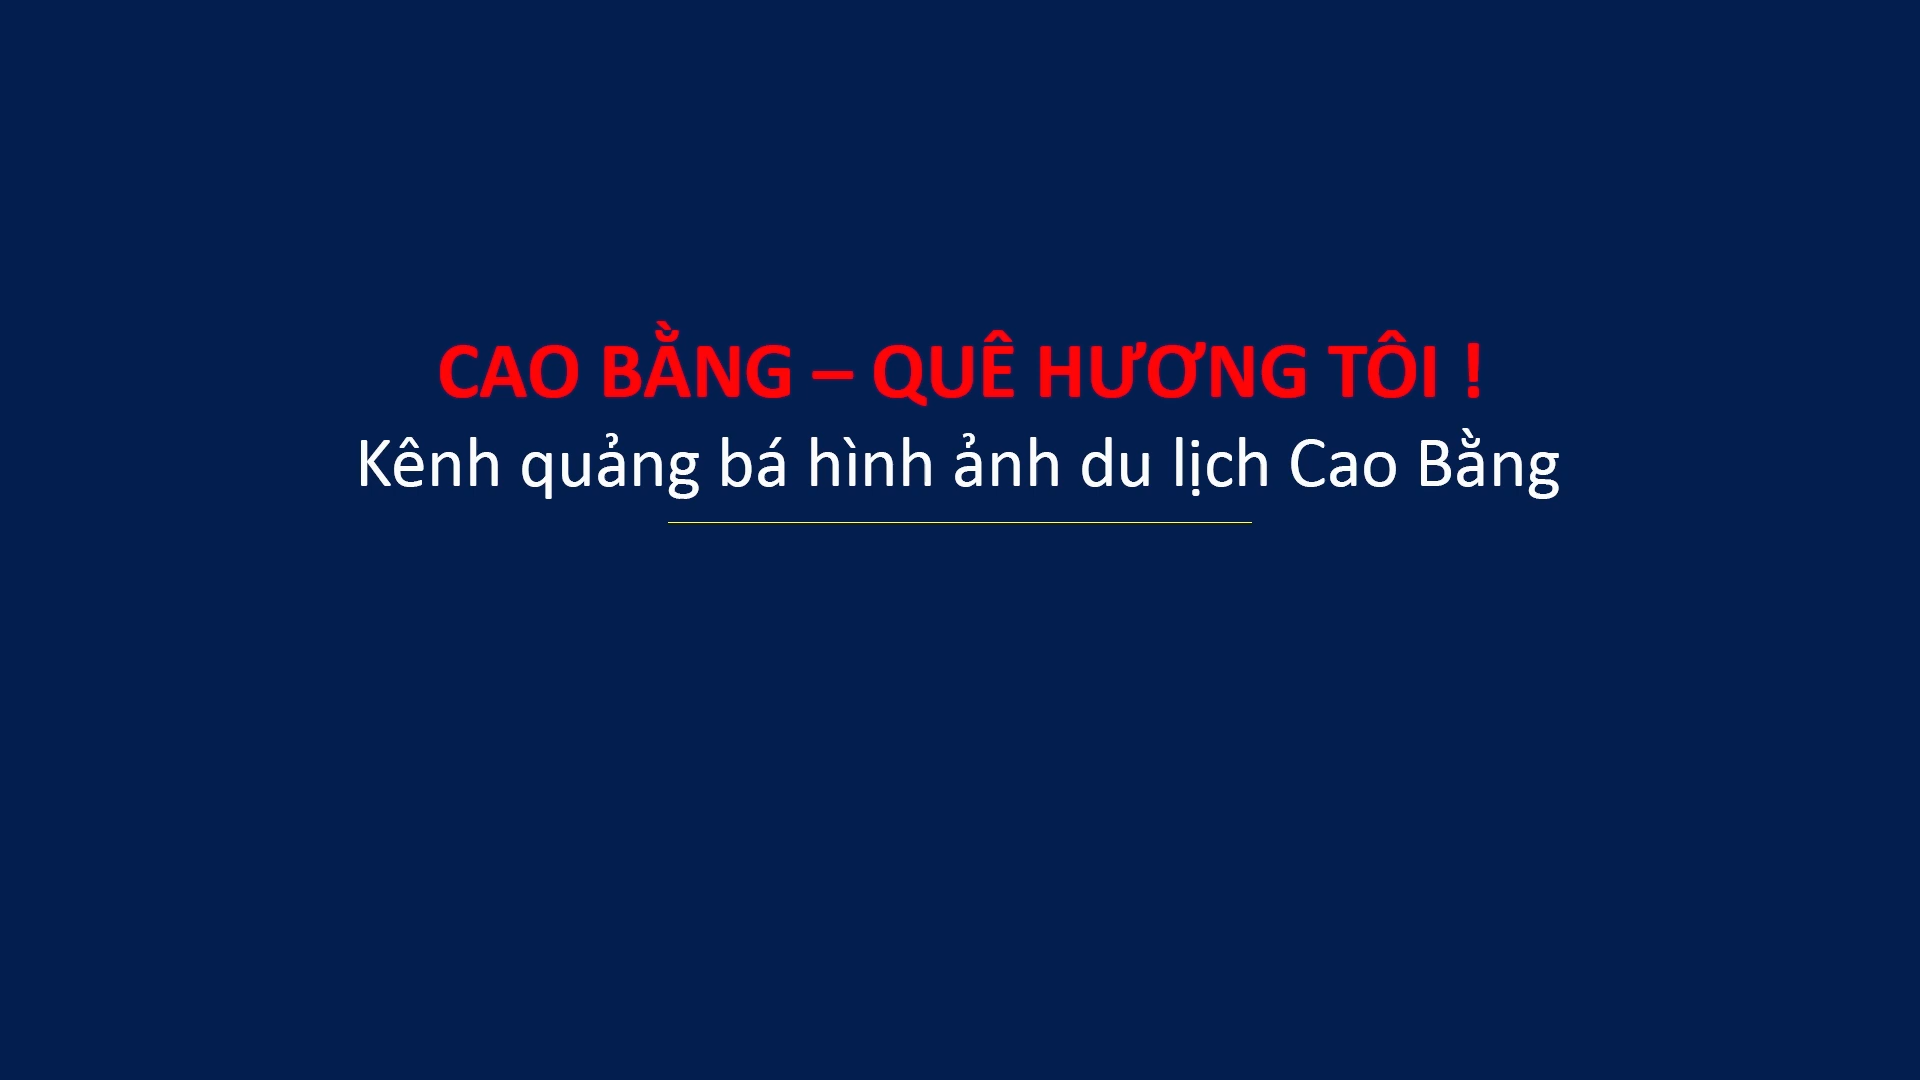 CAO BẰNG – QUÊ HƯƠNG TÔI !
Kênh quảng bá hình ảnh du lịch Cao Bằng